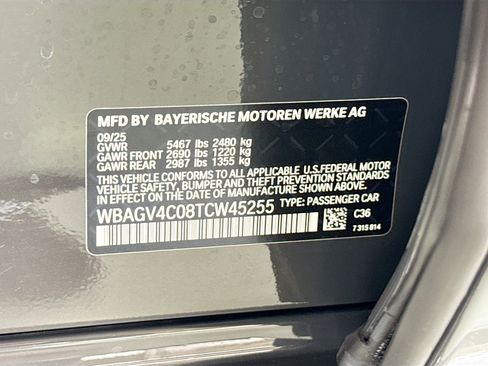 MFD BY BAYERISCHE MOTOREN WERKE AG
09/25
GVWR 5467 lbs 2480 kg
GAWR FRONT 2690 lbs 1220 kg
GAWR REAR 2987 lbs 1355 kg
THIS VEHICLE CONFORMS TO ALL APPLICABLE U.S.FEDERAL MOTOR
VEHICLE SAFETY, BUMPER AND THEFT PREVENTION STANDARDS
IN EFFECT ON THE DATE OF MANUFACTURE SHOWN ABOVE.
WBAGV4C08TCW45255 TYPE: PASSENGER CAR
C36
7 315 814